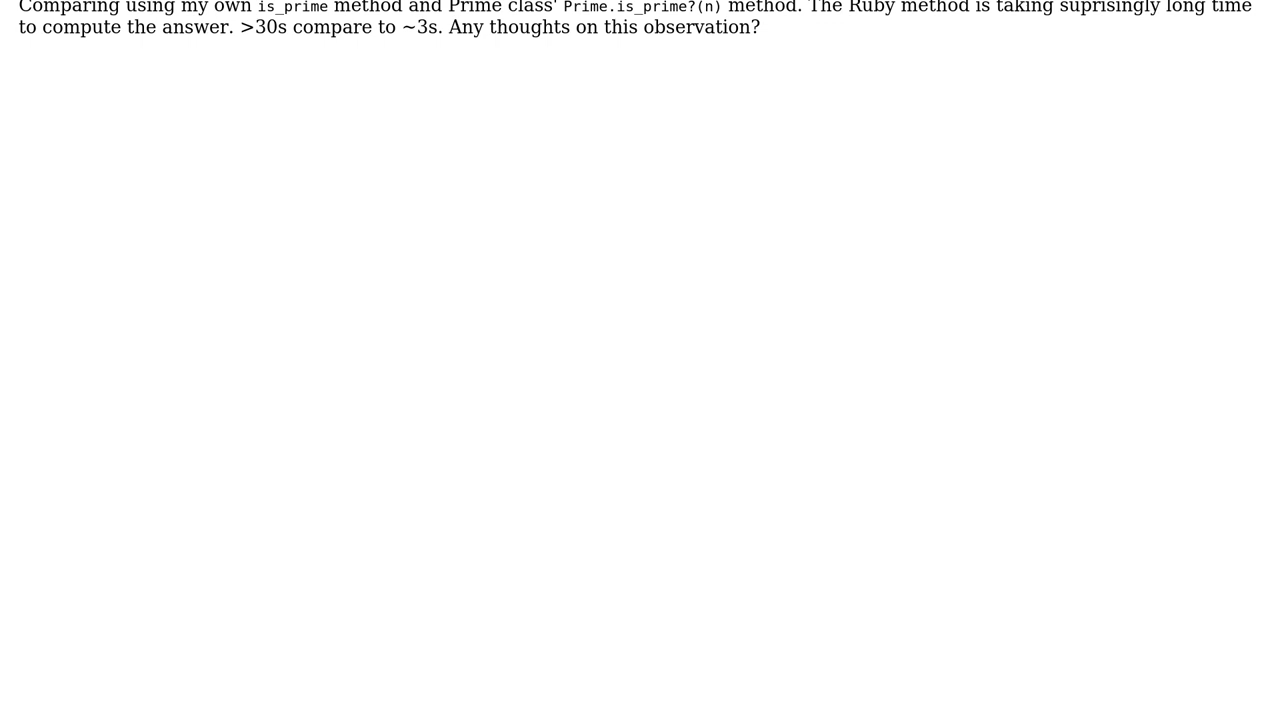 Comparing using my own is_prime method and Prime class' Prime.is_prime?(n) method. The Ruby method is taking suprisingly long time
to compute the answer. >30s compare to ~3s. Any thoughts on this observation?